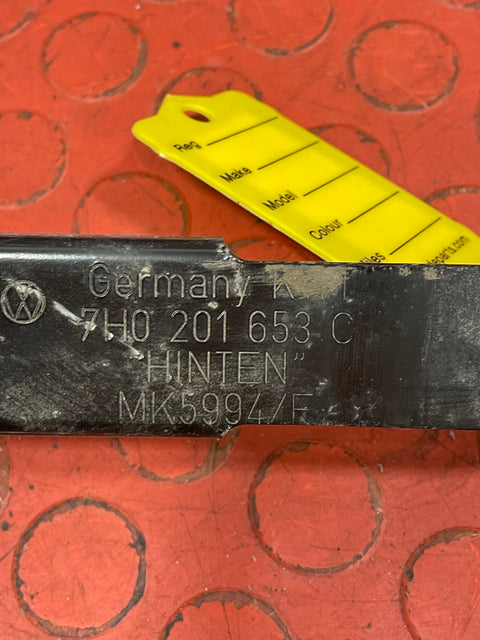 Reg
Make
Model
Colour
Germany
7H0 201 653 C
HINTEN"
MK5994/F